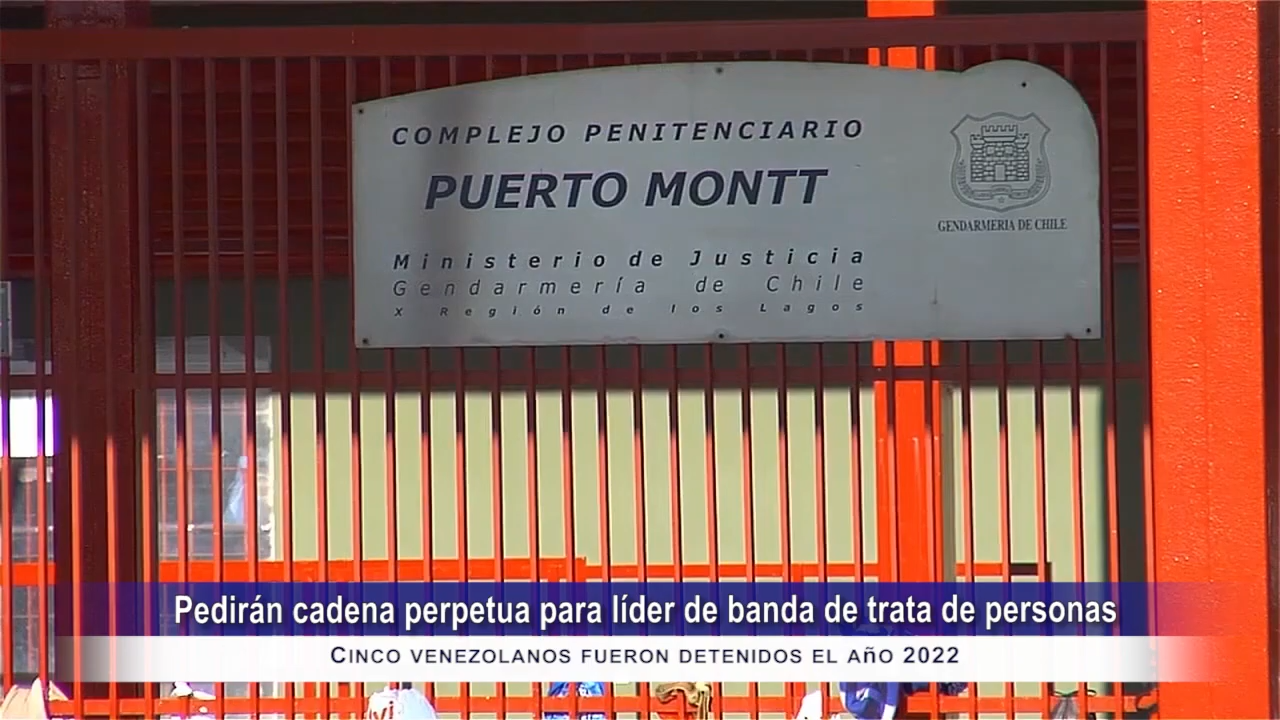 COMPLEJO PENITENCIARIO
PUERTO MONTT
GENDARMERIA DE CHILE
Ministerio de Justicia
Gendarmería de Chile
X Región de los Lagos
Pedirán cadena perpetua para líder de banda de trata de personas
CINCO VENEZOLANOS FUERON DETENIDOS EL AñO 2022